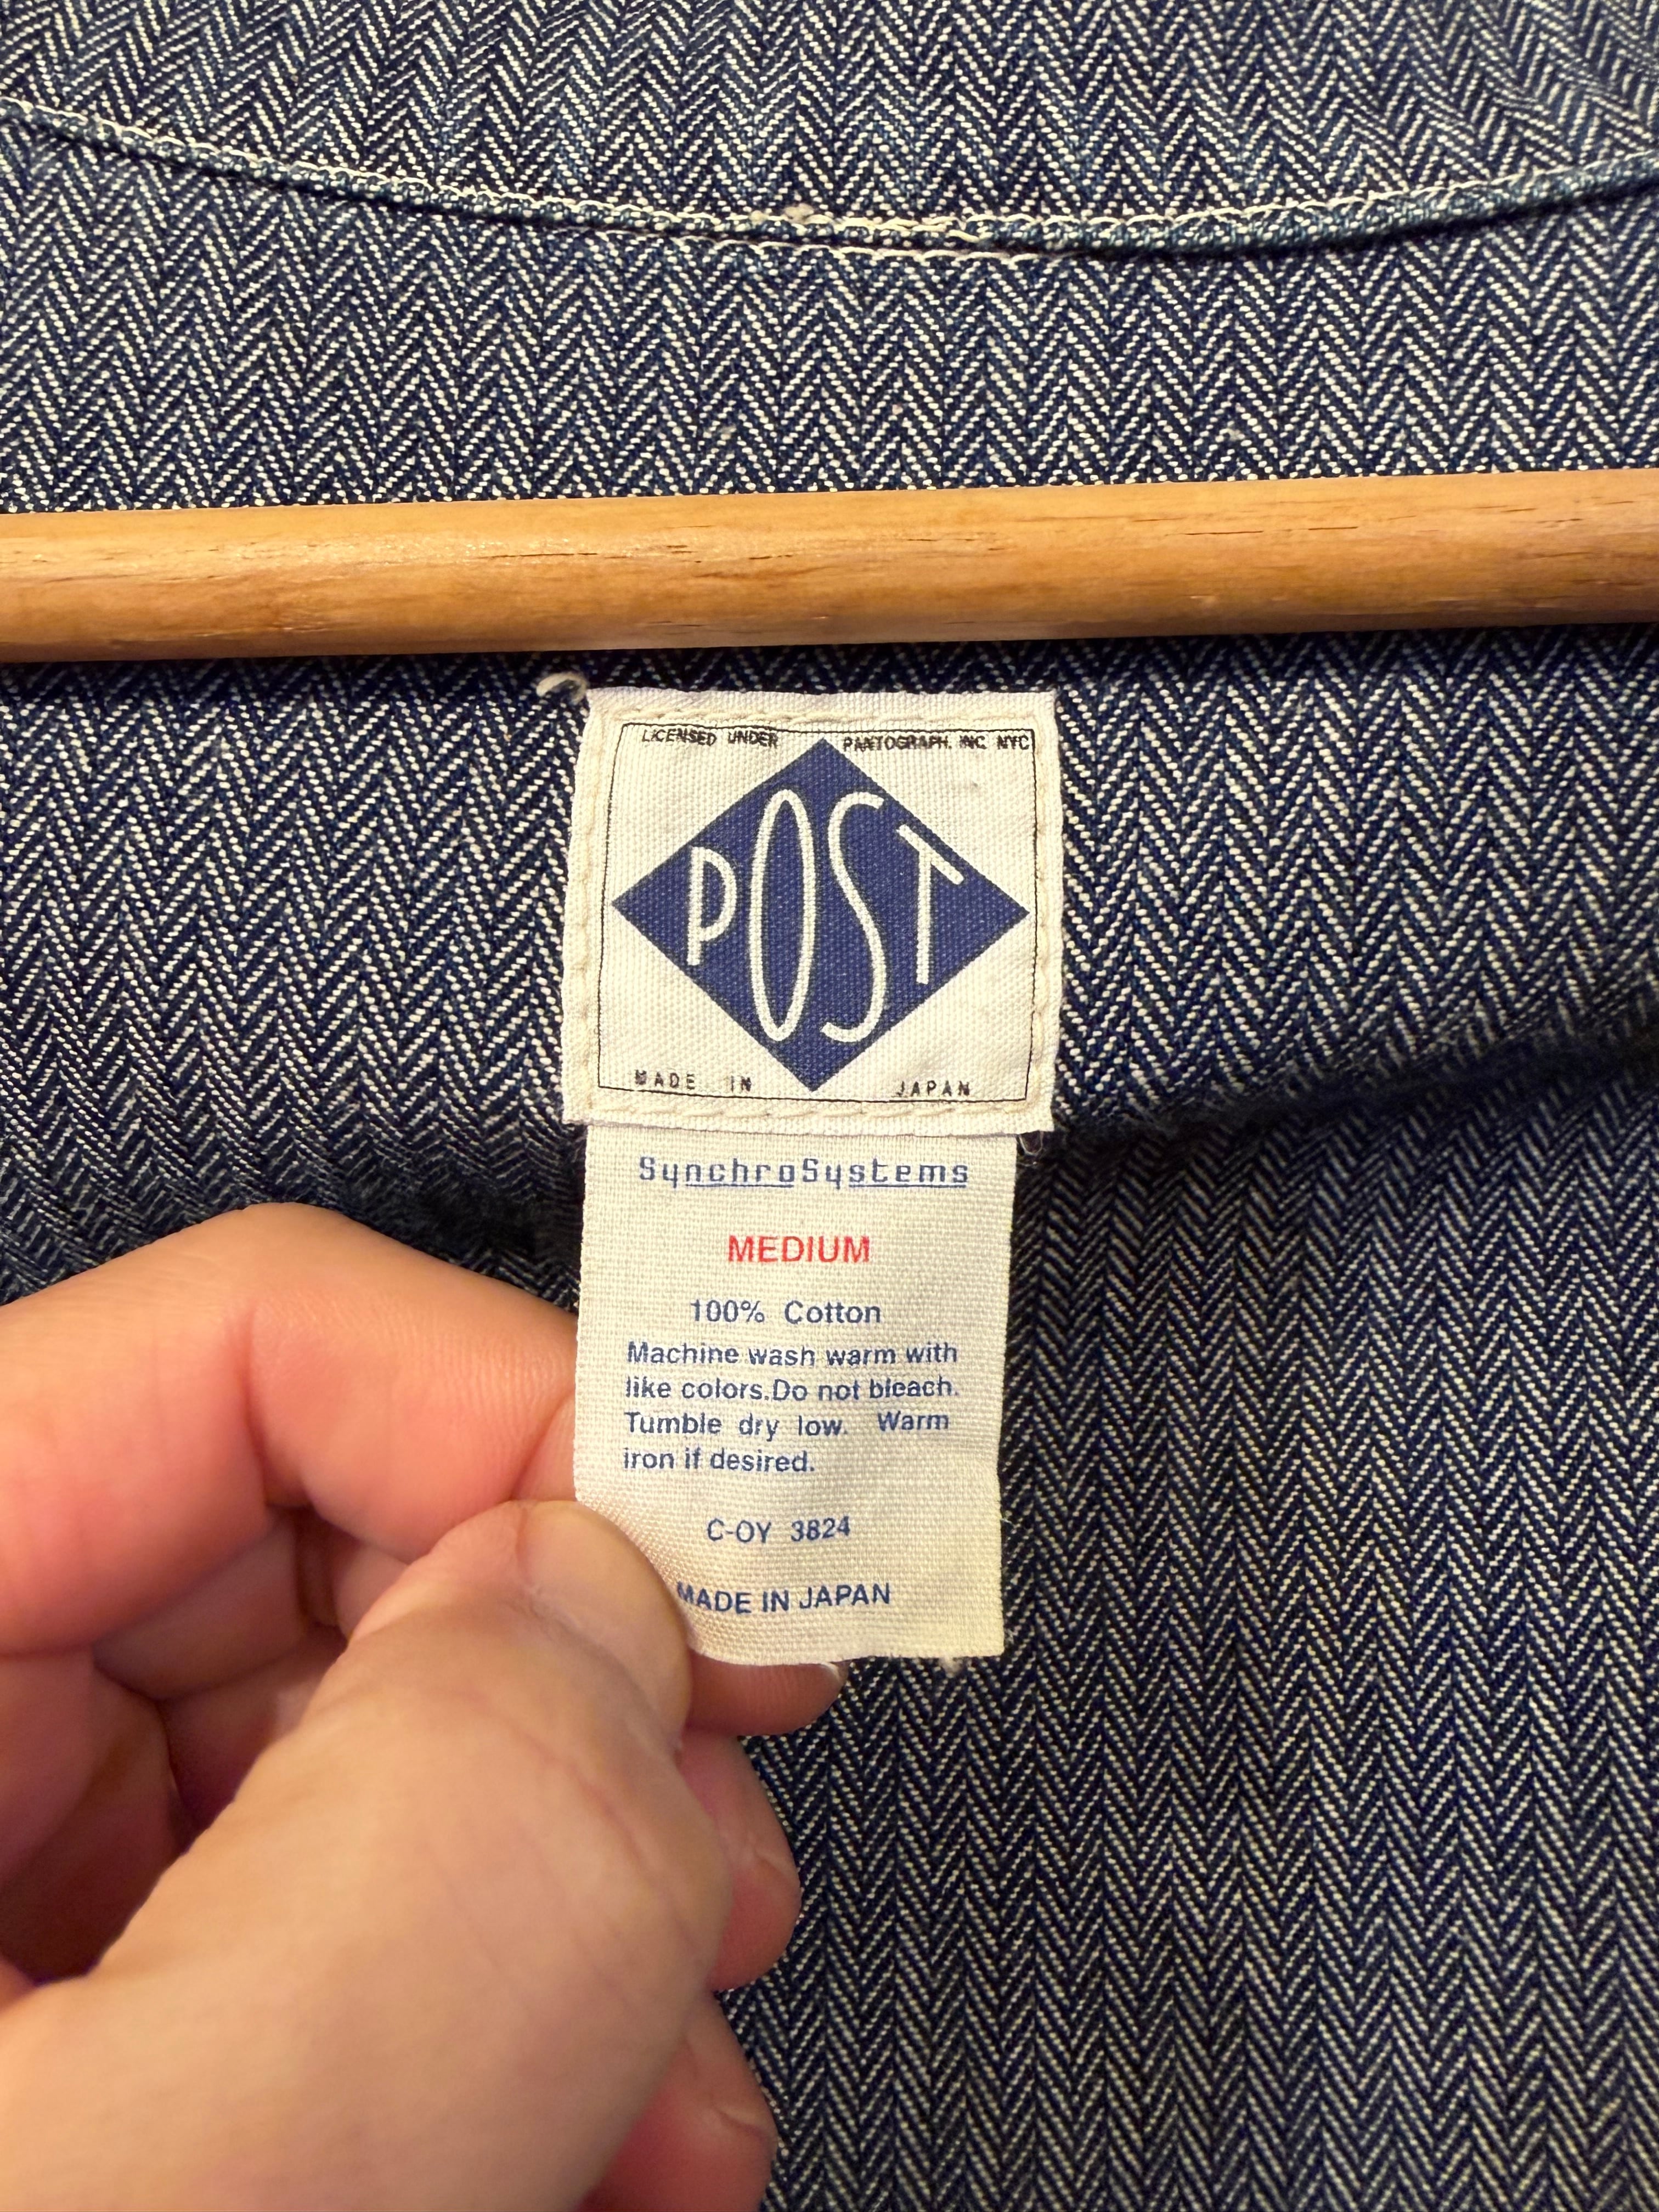 LICENSED UNDER PANTOGRAPH. INC. NYC
POST
MADE IN JAPAN
SynchroSystems
MEDIUM
100% Cotton
Machine wash warm with
like colors.Do not bleach.
Tumble dry low. Warm
iron if desired.
C-OY 3824
MADE IN JAPAN